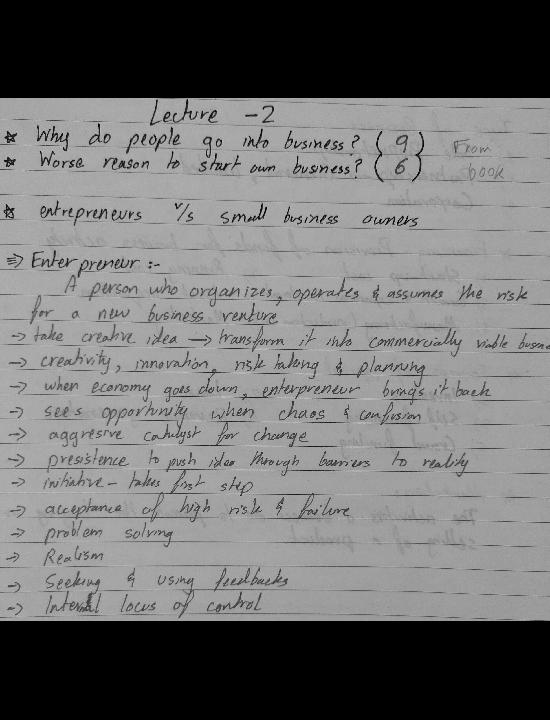 Lecture - 2
* Why do people go into business? (9) From
* Worse reason to start own business? (6) book
* entrepreneurs v/s small business owners
=> Enterpreneur :-
A person who organizes, operates & assumes the risk
for a new business venture
-> take creative idea -> transform it into commercially viable busine
-> creativity, innovation, risk taking & planning
-> when economy goes down, enterpreneur brings it back
-> sees opportunity when chaos & confusion
-> aggresive catalyst for change
-> presistence to push idea through barriers to reality
-> initiative - takes first step
-> acceptance of high risk & failure
-> problem solving
-> Realism
-> Seeking & using feedbacks
-> Internal locus of control